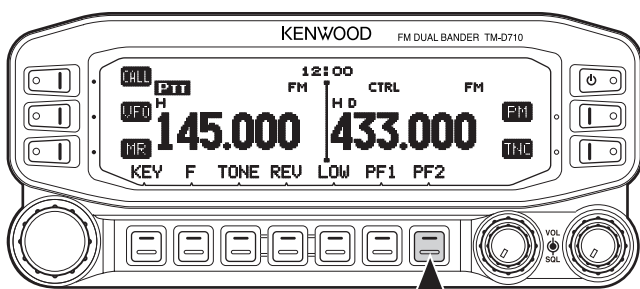 KENWOOD FM DUAL BANDER TM-D710
12:00
CALL PTT FM CTRL FM
VFO H 145.000 H D 433.000 PM
MR TNC
KEY F TONE REV LOW PF1 PF2
VOL
SQL